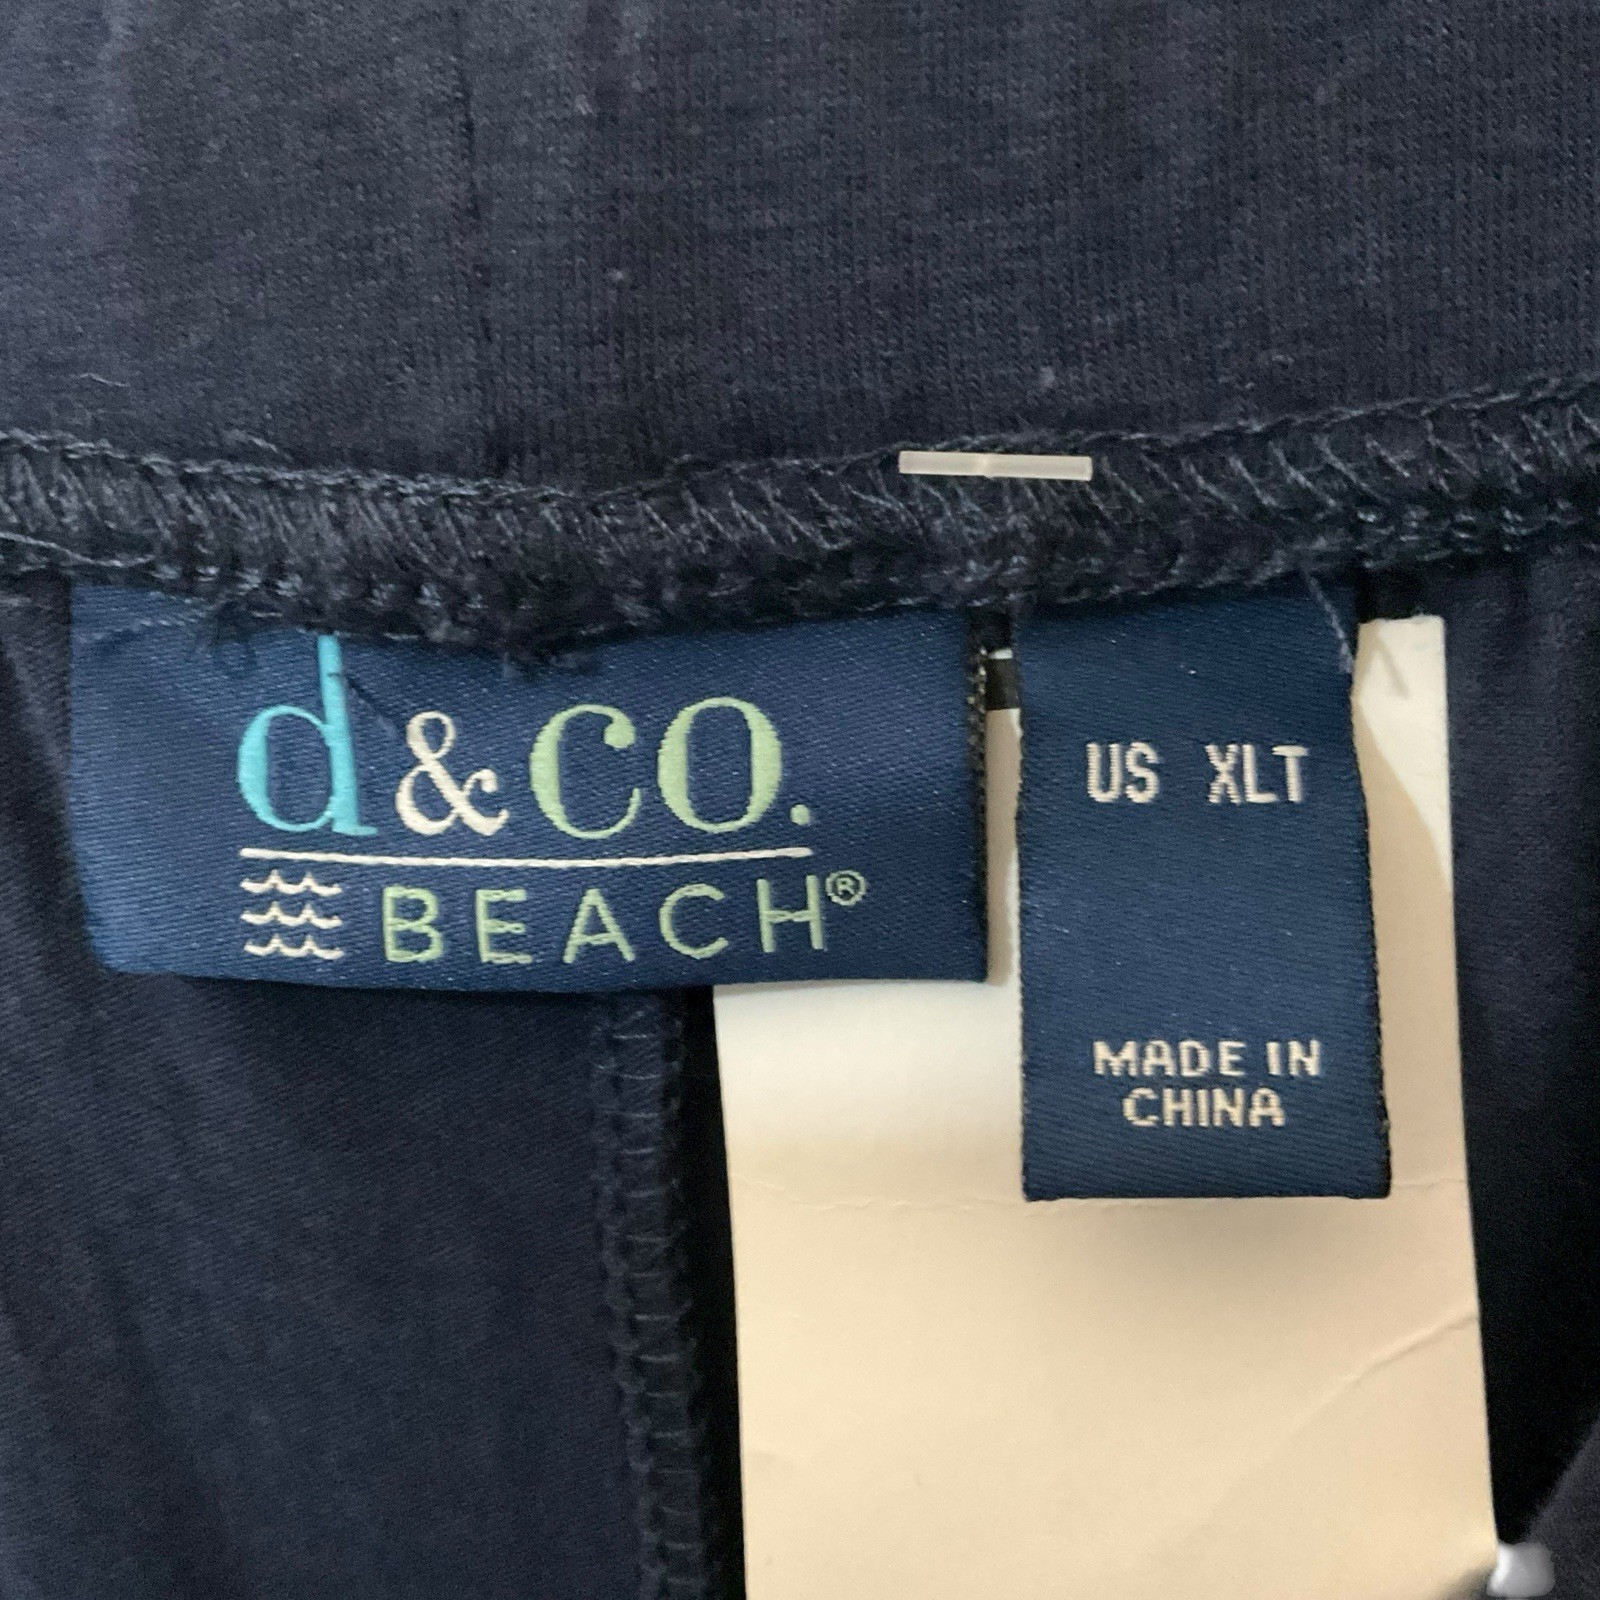 d & co.
BEACH®
US XLT
MADE IN
CHINA